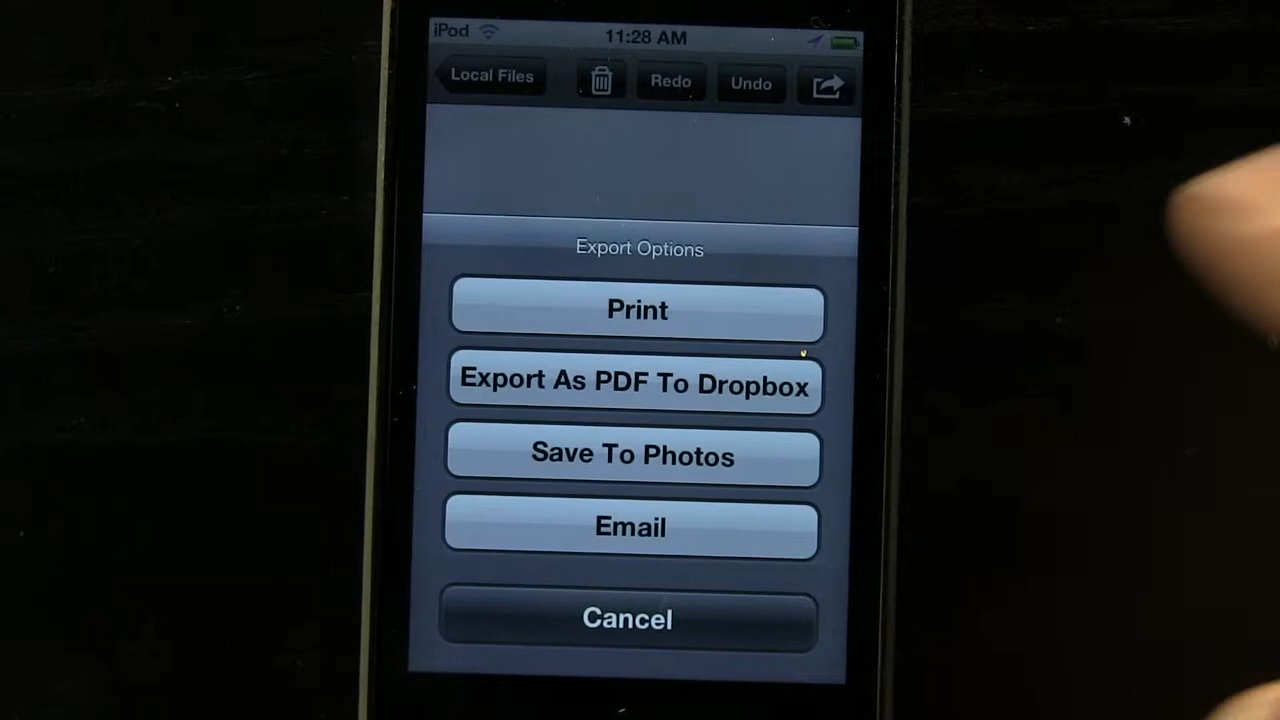 iPod 11:28 AM
Local Files Redo Undo
Export Options
Print
Export As PDF To Dropbox
Save To Photos
Email
Cancel